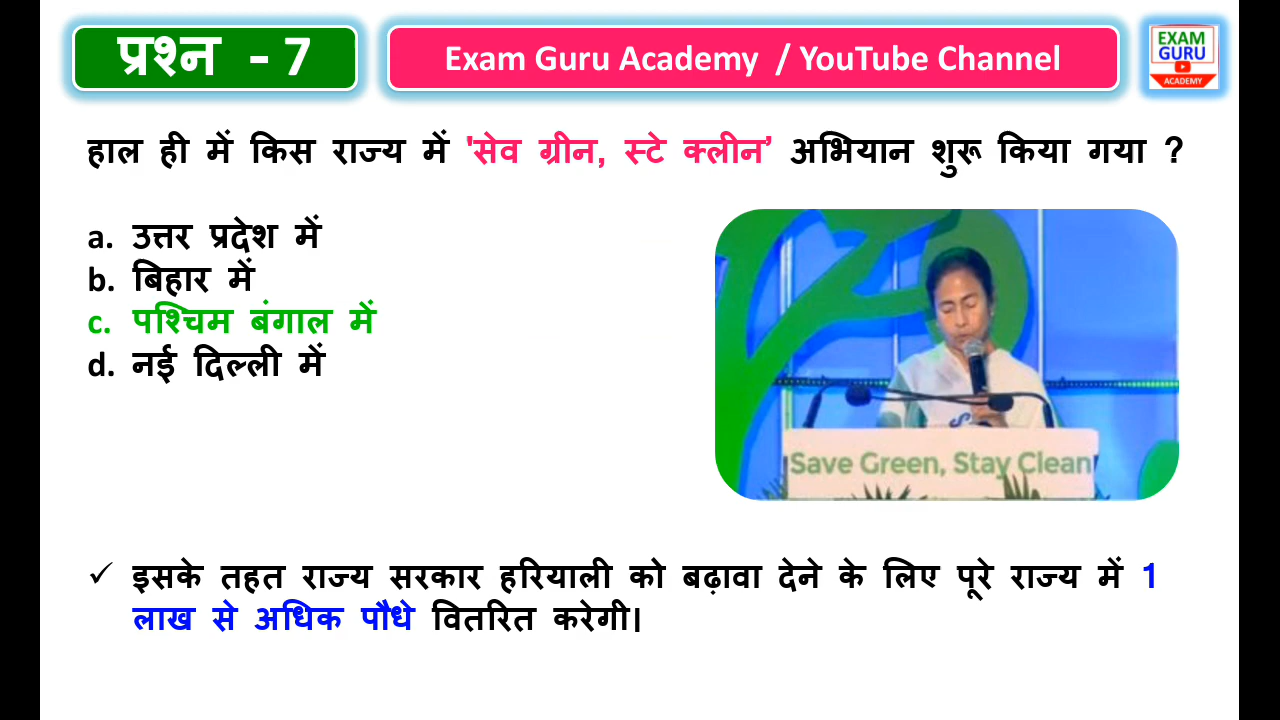 प्रश्न - 7
Exam Guru Academy / YouTube Channel
EXAM
GURU
ACADEMY
हाल ही में किस राज्य में 'सेव ग्रीन, स्टे क्लीन’ अभियान शुरू किया गया ?
a. उत्तर प्रदेश में
b. बिहार में
c. पश्चिम बंगाल में
d. नई दिल्ली में
Save Green, Stay Clean
✓ इसके तहत राज्य सरकार हरियाली को बढ़ावा देने के लिए पूरे राज्य में 1
लाख से अधिक पौधे वितरित करेगी।